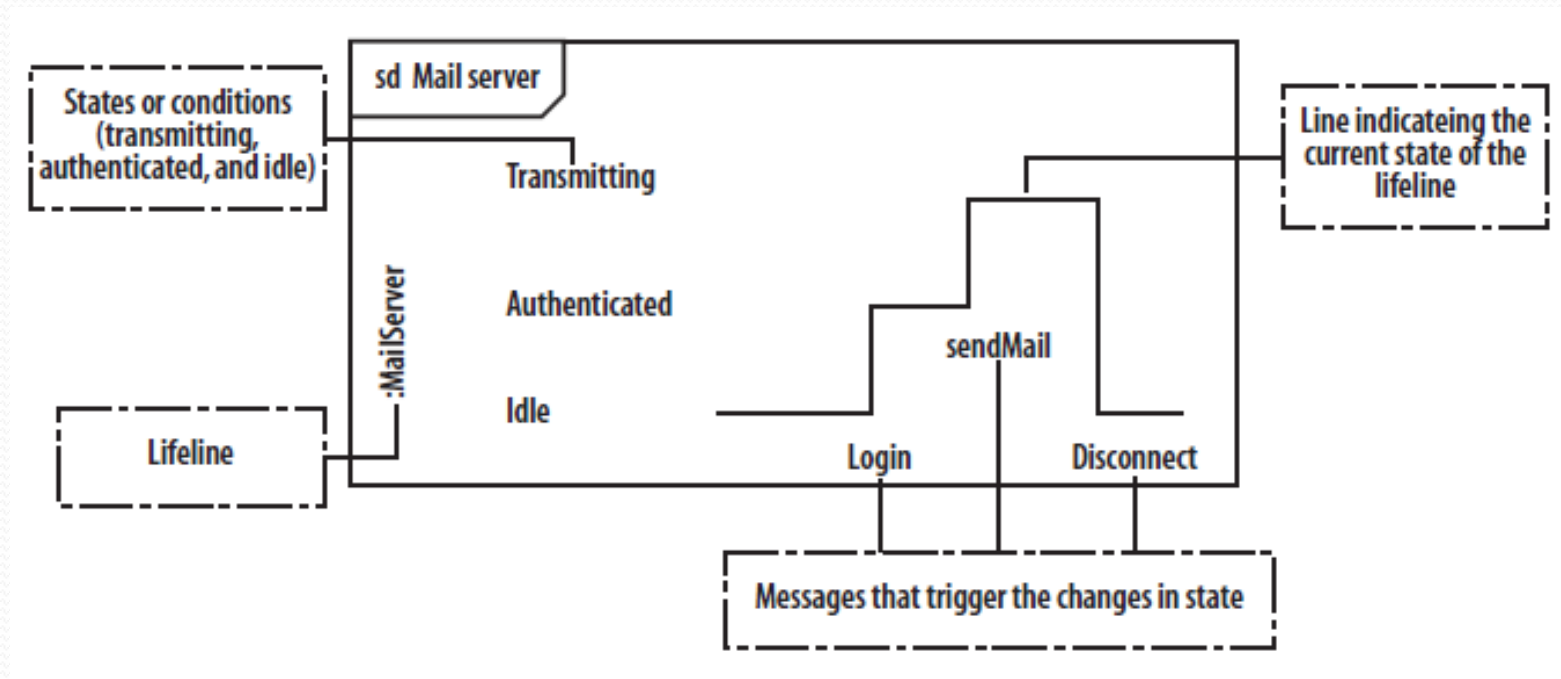 sd Mail server
States or conditions
(transmitting,
authenticated, and idle)
Line indicateing the
current state of the
lifeline
Transmitting
:MailServer
Authenticated
sendMail
Idle
Lifeline
Login
Disconnect
Messages that trigger the changes in state